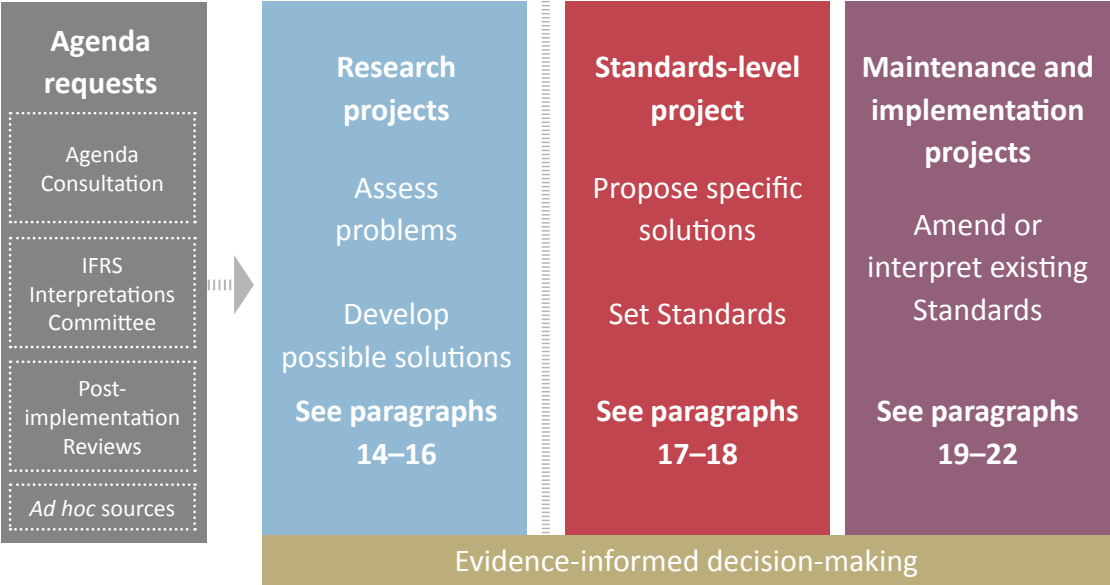 Agenda
requests
Agenda
Consultation
IFRS
Interpretations
Committee
Post-
implementation
Reviews
Ad hoc sources
Research
projects
Assess
problems
Develop
possible solutions
See paragraphs
14–16
Standards-level
project
Propose specific
solutions
Set Standards
See paragraphs
17–18
Maintenance and
implementation
projects
Amend or
interpret existing
Standards
See paragraphs
19–22
Evidence-informed decision-making